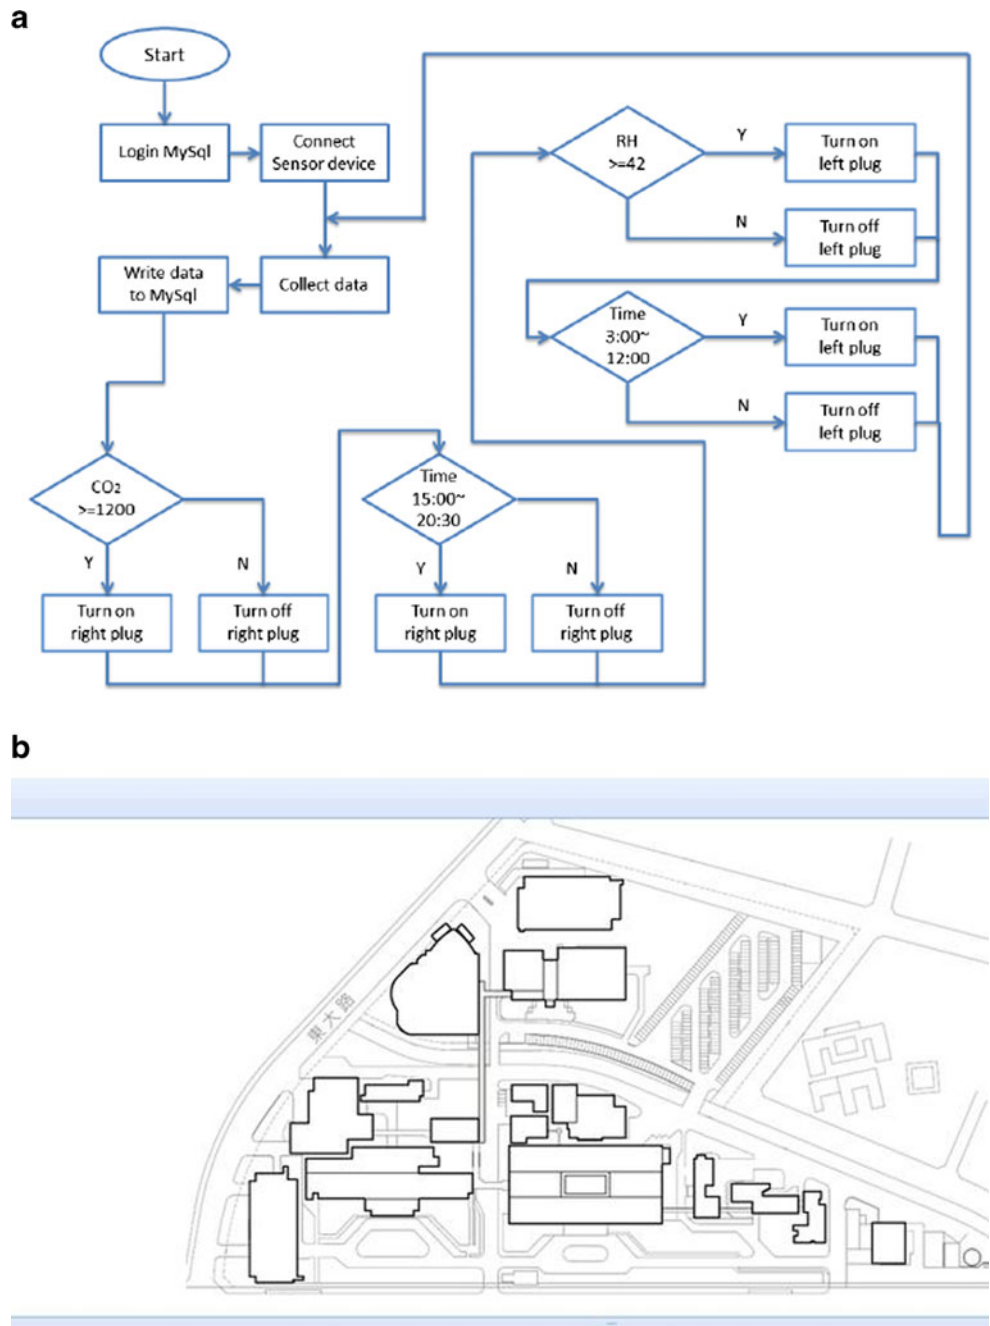 a
Start
Login MySql
Connect
Sensor device
Write data
to MySql
Collect data
CO₂
>=1200
Y
N
Turn on
right plug
Turn off
right plug
Time
15:00~
20:30
Y
N
Turn on
right plug
Turn off
right plug
RH
>=42
Y
Turn on
left plug
N
Turn off
left plug
Time
3:00~
12:00
Y
Turn on
left plug
N
Turn off
left plug
b
東大路